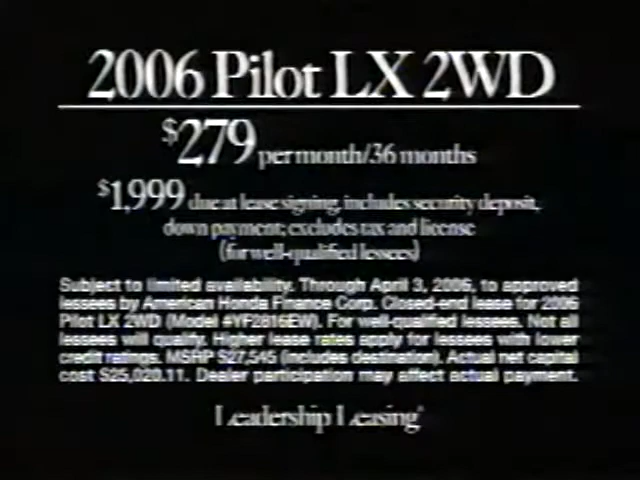 2006 Pilot LX 2WD
$279 per month/36 months
$1,999 due at lease signing, includes security deposit,
down payment; excludes tax and license
(for well-qualified lessees)
Subject to limited availability. Through April 3, 2006, to approved
lessees by American Honda Finance Corp. Closed-end lease for 2006
Pilot LX 2WD (Model #YF2816EW). For well-qualified lessees. Not all
lessees will qualify. Higher lease rates apply for lessees with lower
credit ratings. MSRP $27,545 (includes destination). Actual net capital
cost $25,020.11. Dealer participation may affect actual payment.
Leadership Leasing®